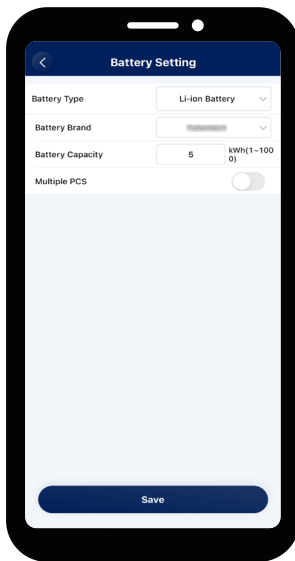 Battery Setting
Battery Type Li-ion Battery
Battery Brand
Battery Capacity 5 kWh(1~100
0)
Multiple PCS
Save